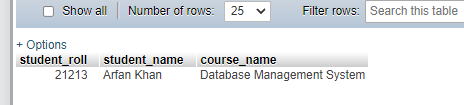 Show all Number of rows: 25 Filter rows: Search this table
+ Options
student_roll student_name course_name
21213 Arfan Khan Database Management System